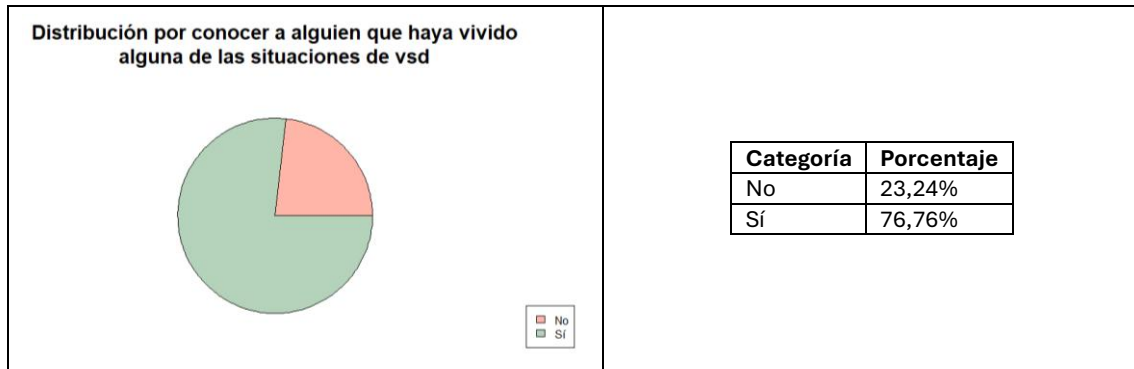 Distribución por conocer a alguien que haya vivido
alguna de las situaciones de vsd
No
Sí
Categoría Porcentaje
No 23,24%
Sí 76,76%